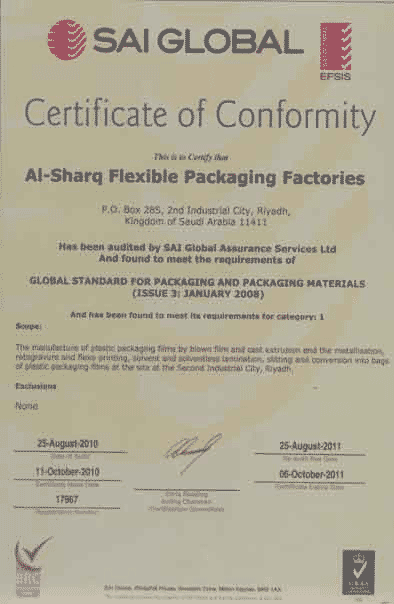 SAI GLOBAL
EFSIS
Certificate of Conformity
This is to Certify that
Al-Sharq Flexible Packaging Factories
P.O. Box 285, 2nd Industrial City, Riyadh,
Kingdom of Saudi Arabia 11411
Has been audited by SAI Global Assurance Services Ltd
And found to meet the requirements of
GLOBAL STANDARD FOR PACKAGING AND PACKAGING MATERIALS
(ISSUE 3: JANUARY 2008)
And has been found to meet its requirements for category: 1
Scope:
The manufacture of plastic packaging films by blown film and cast extrusion and the metallisation,
rotogravure and flexo printing, solvent and solventless lamination, slitting and conversion into bags
of plastic packaging films at the site at the Second Industrial City, Riyadh.
Exclusions
None
25-August-2010
Date of Audit
11-October-2010
Certificate Issue Date
17967
Registration Number
Acting Chairman
Certification Committee
25-August-2011
Re-audit Due Date
06-October-2011
Certificate Expiry Date
BRC
UKAS
SAI Global, Whitehall Milton Keynes,